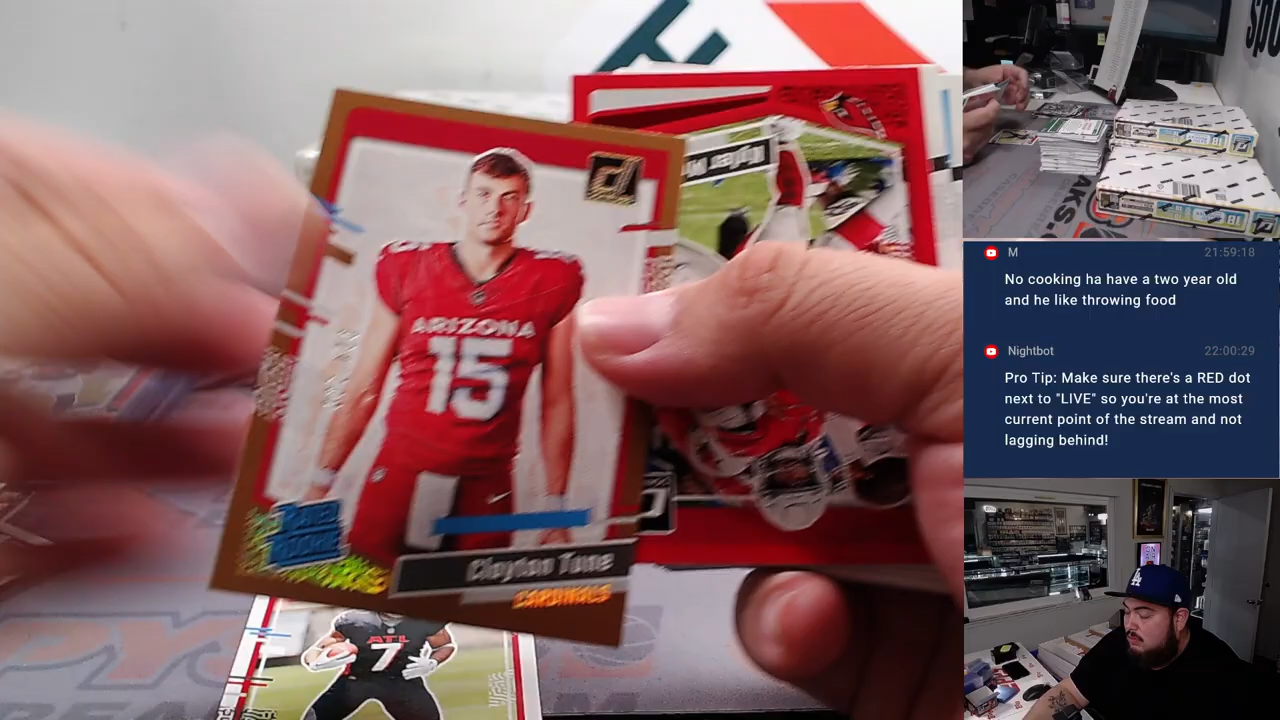 ARIZONA
15
RATED
ROOKIE
Clayton Tune
CARDINALS
Kyler M
ATL
7
M 21:59:18
No cooking ha have a two year old
and he like throwing food
Nightbot 22:00:29
Pro Tip: Make sure there's a RED dot
next to "LIVE" so you're at the most
current point of the stream and not
lagging behind!
LA